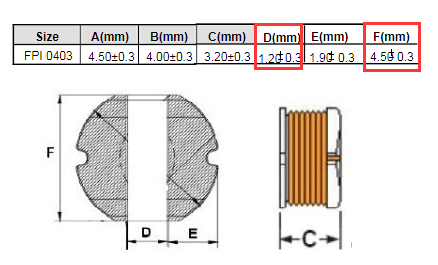 Size A(mm) B(mm) C(mm) D(mm) E(mm) F(mm)
FPI 0403 4.50±0.3 4.00±0.3 3.20±0.3 1.20±0.3 1.90±0.3 4.50±0.3
F
D E
C